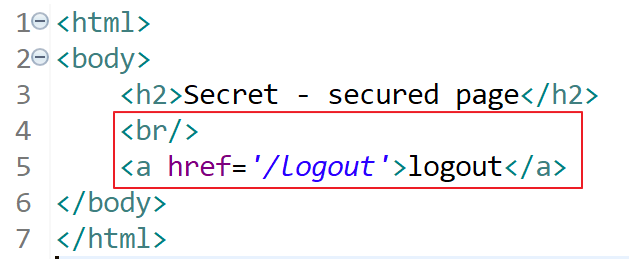 1 <html>
2 <body>
3 <h2>Secret - secured page</h2>
4 <br/>
5 <a href='/logout'>logout</a>
6 </body>
7 </html>